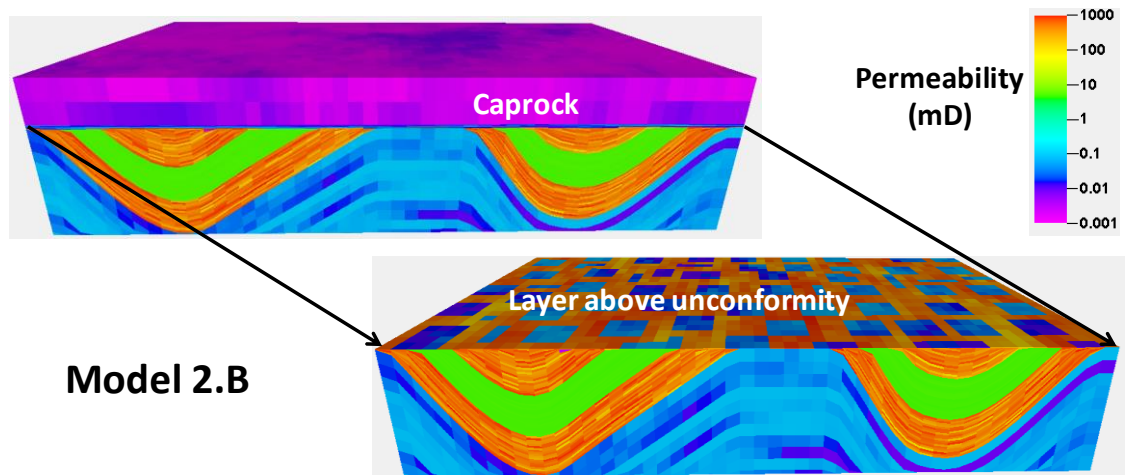 Caprock
Permeability
(mD)
1000
100
10
1
0.1
0.01
0.001
Layer above unconformity
Model 2.B